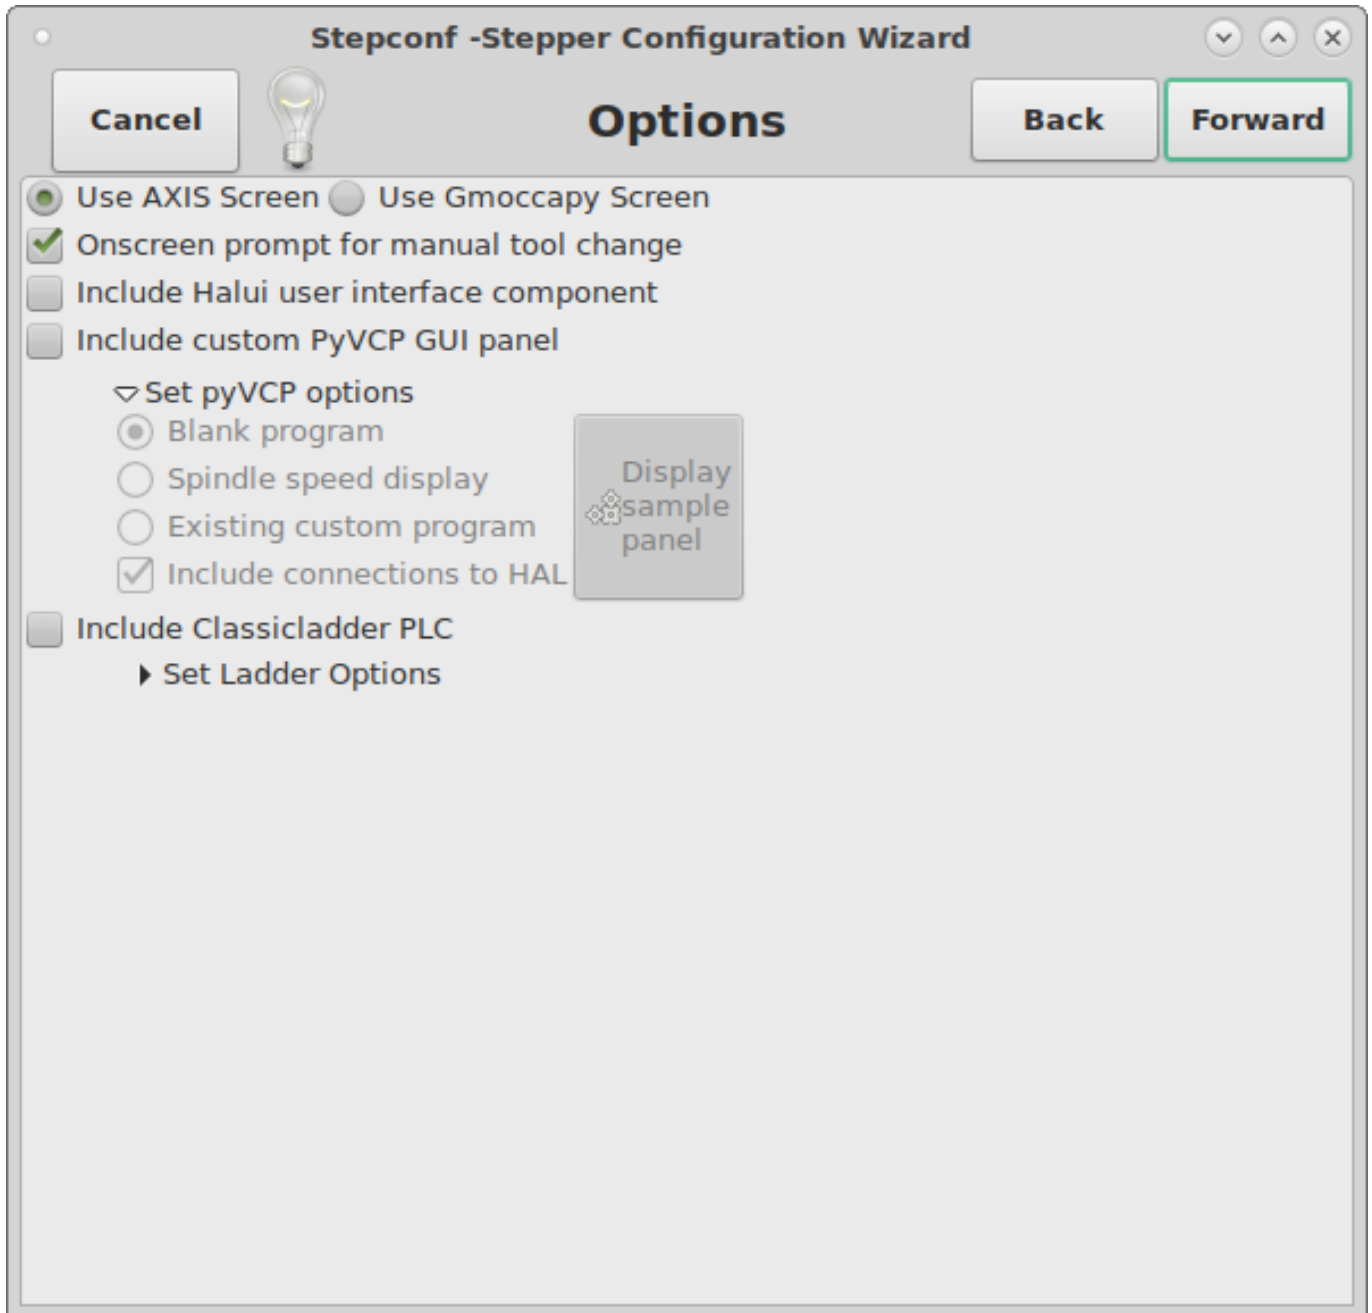 Stepconf -Stepper Configuration Wizard
Cancel
Options
Back
Forward
Use AXIS Screen
Use Gmoccapy Screen
Onscreen prompt for manual tool change
Include Halui user interface component
Include custom PyVCP GUI panel
Set pyVCP options
Blank program
Spindle speed display
Existing custom program
Include connections to HAL
Display
sample
panel
Include Classicladder PLC
Set Ladder Options